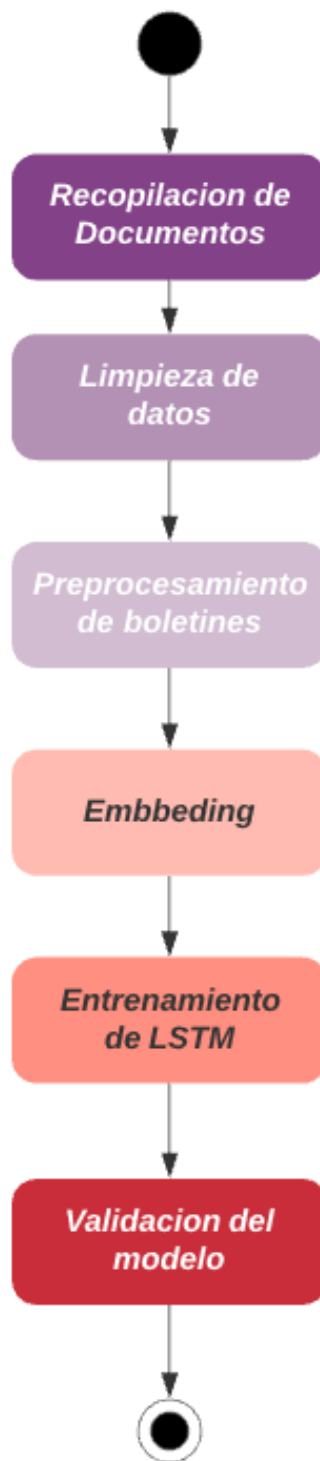 Recopilacion de
Documentos
Limpieza de
datos
Preprocesamiento
de boletines
Embbeding
Entrenamiento
de LSTM
Validacion del
modelo